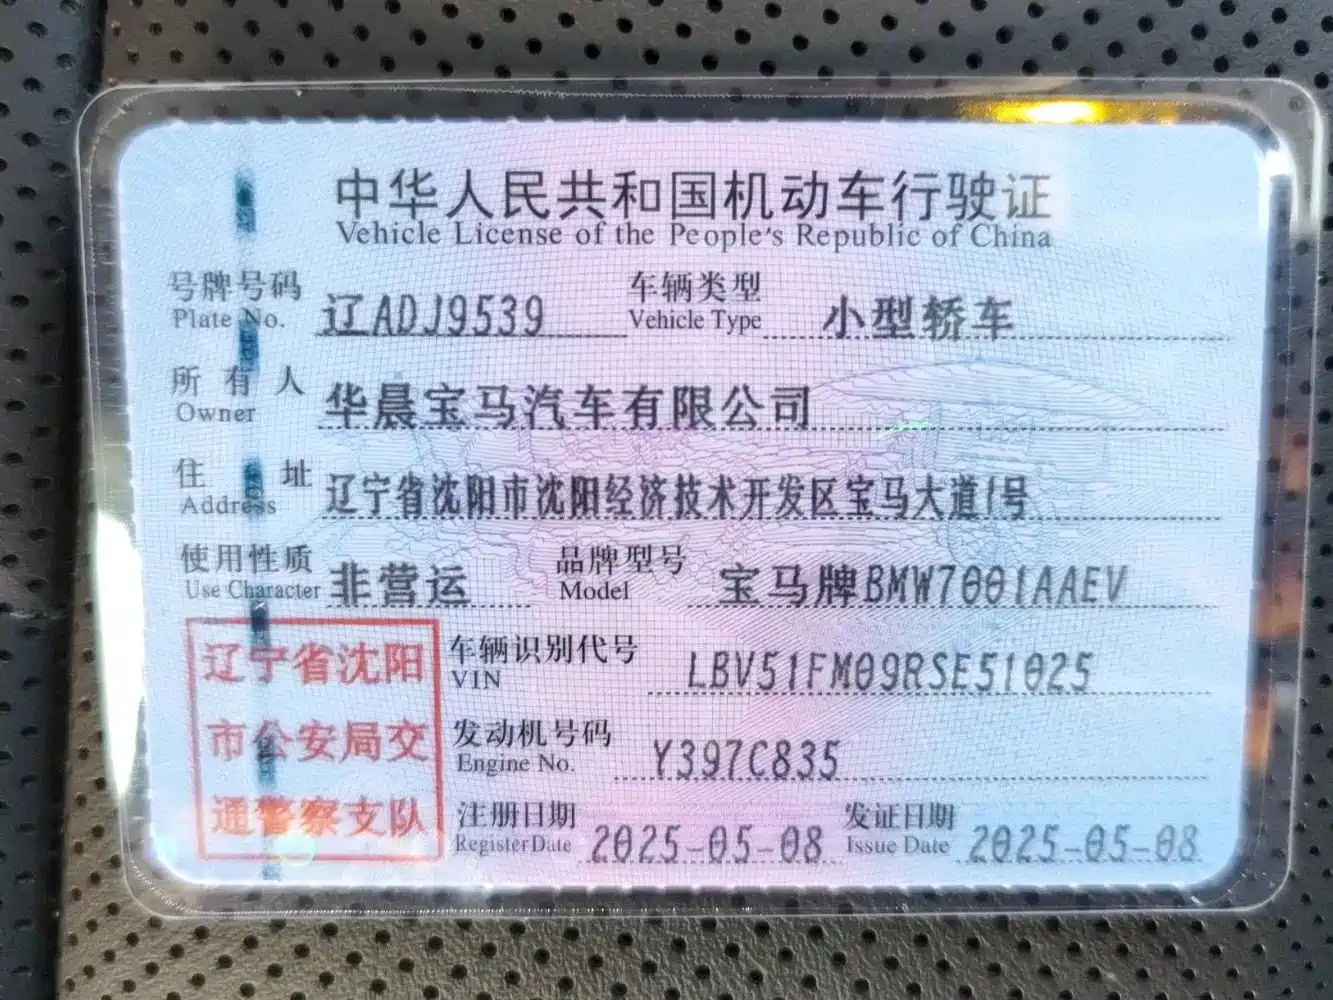 中华人民共和国机动车行驶证
Vehicle License of the People's Republic of China
号牌号码 辽ADJ9539 车辆类型 小型轿车
Plate No. Vehicle Type
所有人 华晨宝马汽车有限公司
Owner
住址 辽宁省沈阳市沈阳经济技术开发区宝马大道1号
Address
使用性质 非营运 品牌型号 宝马牌BMW7001AAEV
Use Character Model
辽宁省沈阳
市公安局交
通警察支队
车辆识别代号 LBV51FM09RSE51025
VIN
发动机号码 Y397C835
Engine No.
注册日期 2025-05-08 发证日期 2025-05-08
Register Date Issue Date